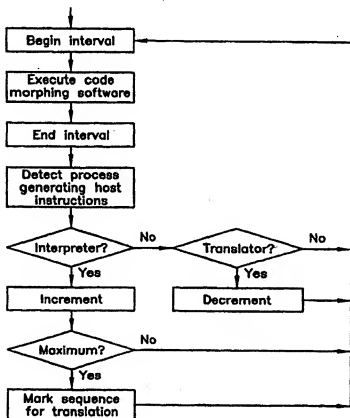 Begin interval
Execute code
morphing software
End interval
Detect process
generating host
instructions
Interpreter?
No
Translator?
No
Yes
Yes
Increment
Decrement
Maximum?
No
Yes
Mark sequence
for translation